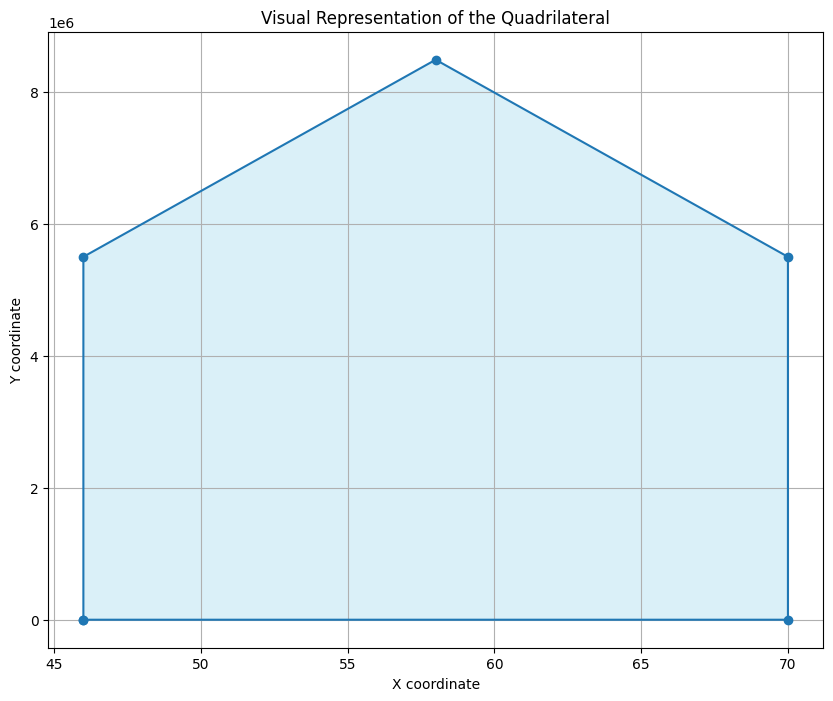 Visual Representation of the Quadrilateral
1e6
8
6
4
2
0
Y coordinate
45 50 55 60 65 70
X coordinate